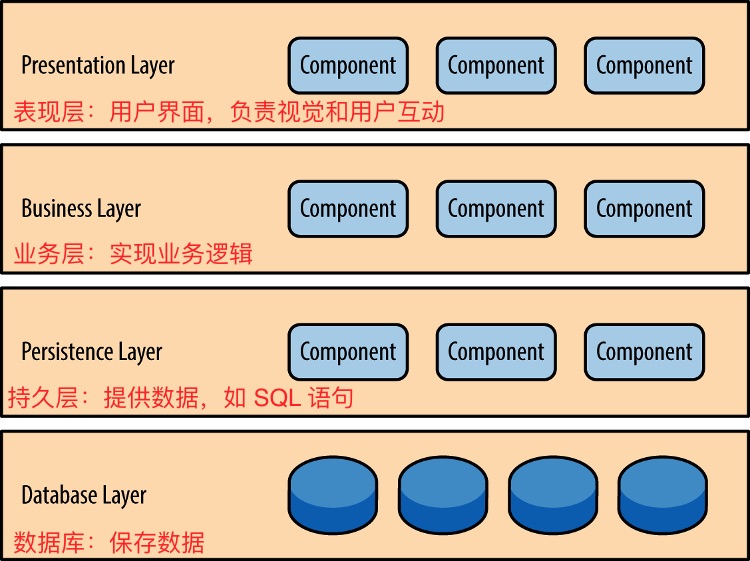 Presentation Layer
Component
Component
Component
表现层：用户界面，负责视觉和用户互动
Business Layer
Component
Component
Component
业务层：实现业务逻辑
Persistence Layer
Component
Component
Component
持久层：提供数据，如 SQL 语句
Database Layer
数据库：保存数据